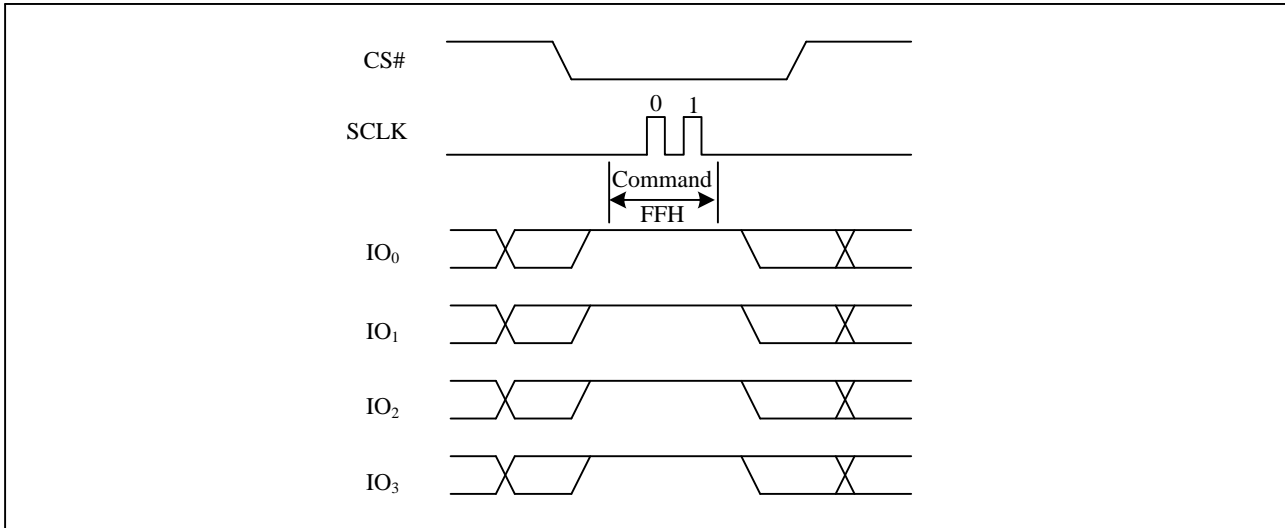 CS#
0 1
SCLK
Command
FFH
IO₀
IO₁
IO₂
IO₃